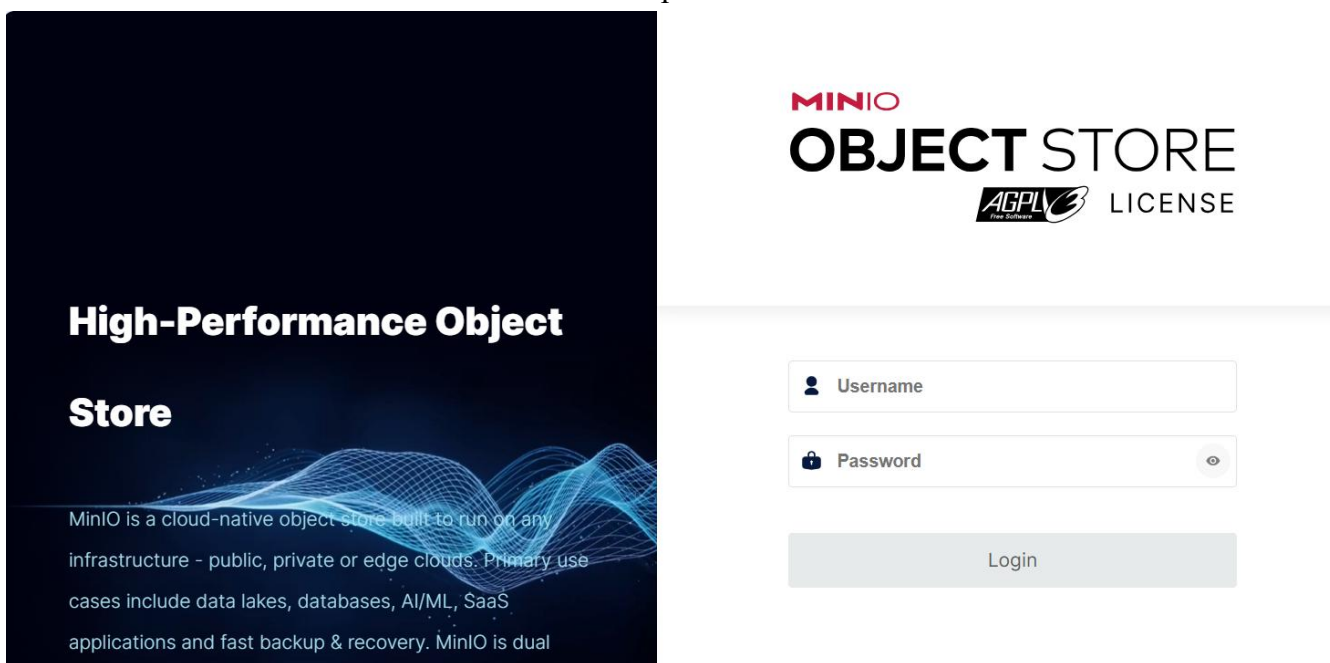 High-Performance Object
Store
MinIO is a cloud-native object store built to run on any
infrastructure - public, private or edge clouds. Primary use
cases include data lakes, databases, AI/ML, SaaS
applications and fast backup & recovery. MinIO is dual
MINIO
OBJECT STORE
AGPL v3 LICENSE
Free Software
Username
Password
Login